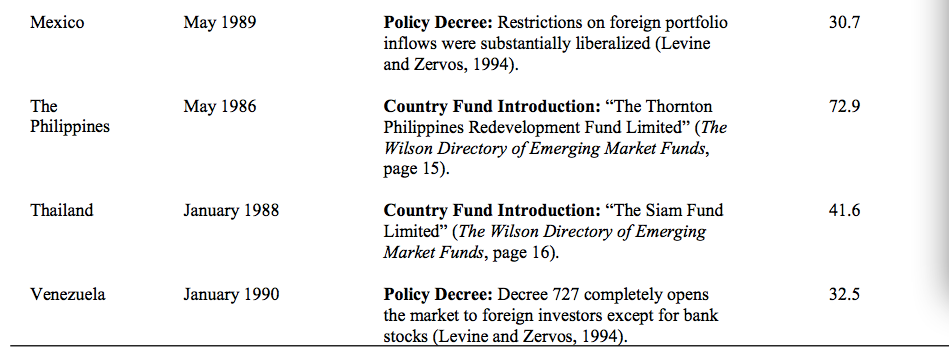 Mexico May 1989 Policy Decree: Restrictions on foreign portfolio 30.7
inflows were substantially liberalized (Levine
and Zervos, 1994).
The May 1986 Country Fund Introduction: “The Thornton 72.9
Philippines Philippines Redevelopment Fund Limited” (The
Wilson Directory of Emerging Market Funds,
page 15).
Thailand January 1988 Country Fund Introduction: “The Siam Fund 41.6
Limited” (The Wilson Directory of Emerging
Market Funds, page 16).
Venezuela January 1990 Policy Decree: Decree 727 completely opens 32.5
the market to foreign investors except for bank
stocks (Levine and Zervos, 1994).